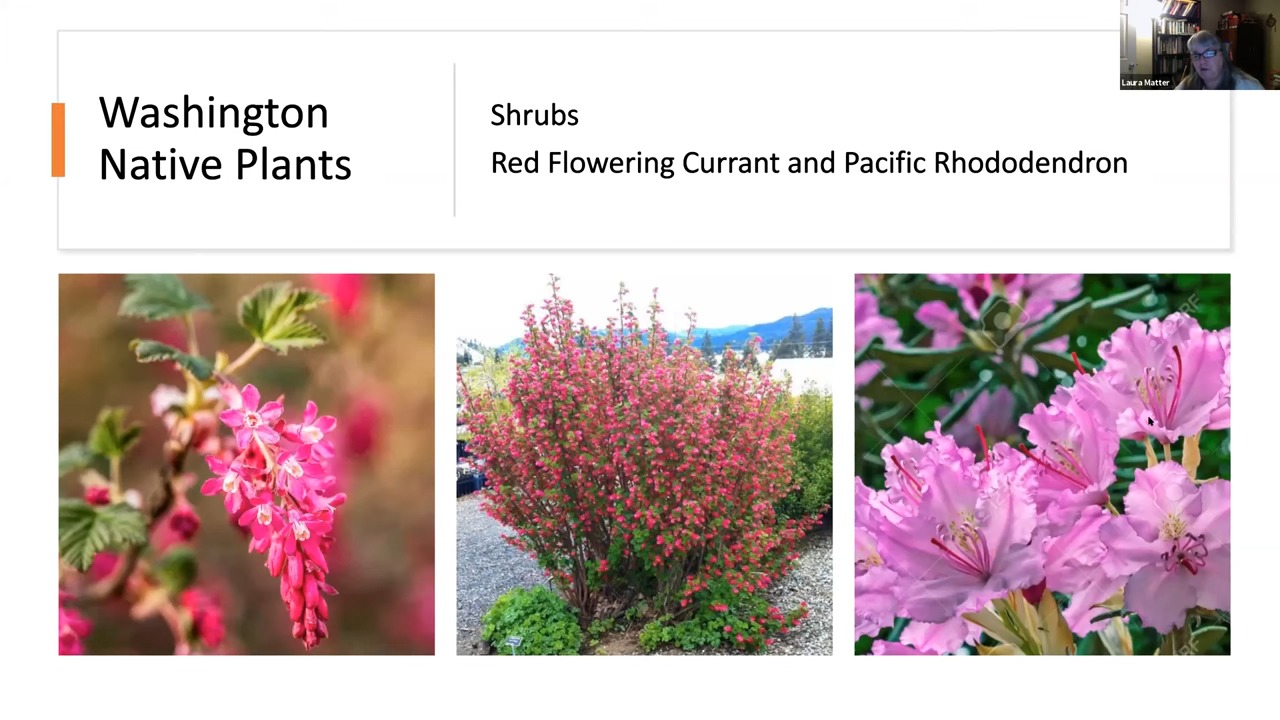 Washington
Native Plants
Shrubs
Red Flowering Currant and Pacific Rhododendron
Laura Matter